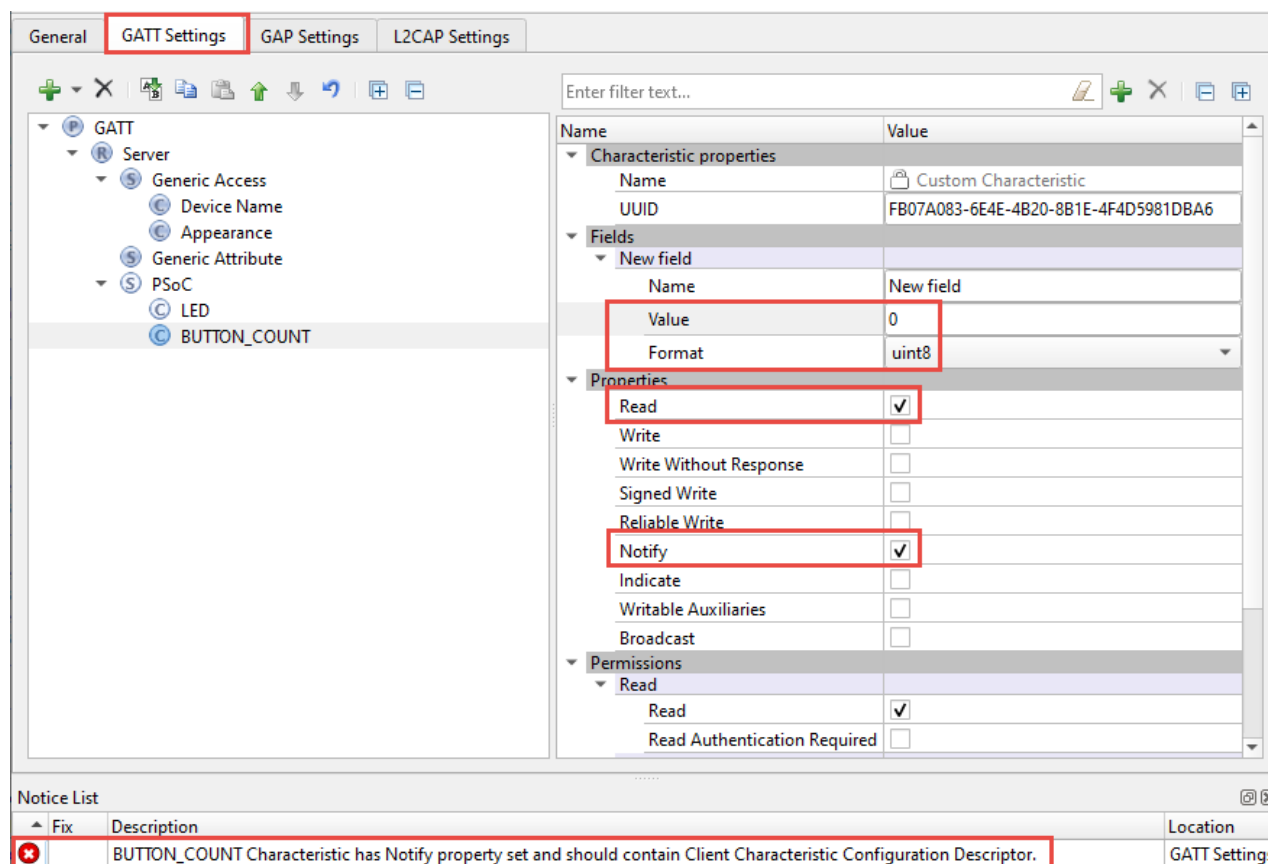 General GATT Settings GAP Settings L2CAP Settings
Enter filter text...
GATT
Server
Generic Access
Device Name
Appearance
Generic Attribute
PSoC
LED
BUTTON_COUNT
Name Value
Characteristic properties
Name Custom Characteristic
UUID FB07A083-6E4E-4B20-8B1E-4F4D5981DBA6
Fields
New field
Name New field
Value 0
Format uint8
Properties
Read
Write
Write Without Response
Signed Write
Reliable Write
Notify
Indicate
Writable Auxiliaries
Broadcast
Permissions
Read
Read
Read Authentication Required
Notice List
Fix Description Location
BUTTON_COUNT Characteristic has Notify property set and should contain Client Characteristic Configuration Descriptor. GATT Settings